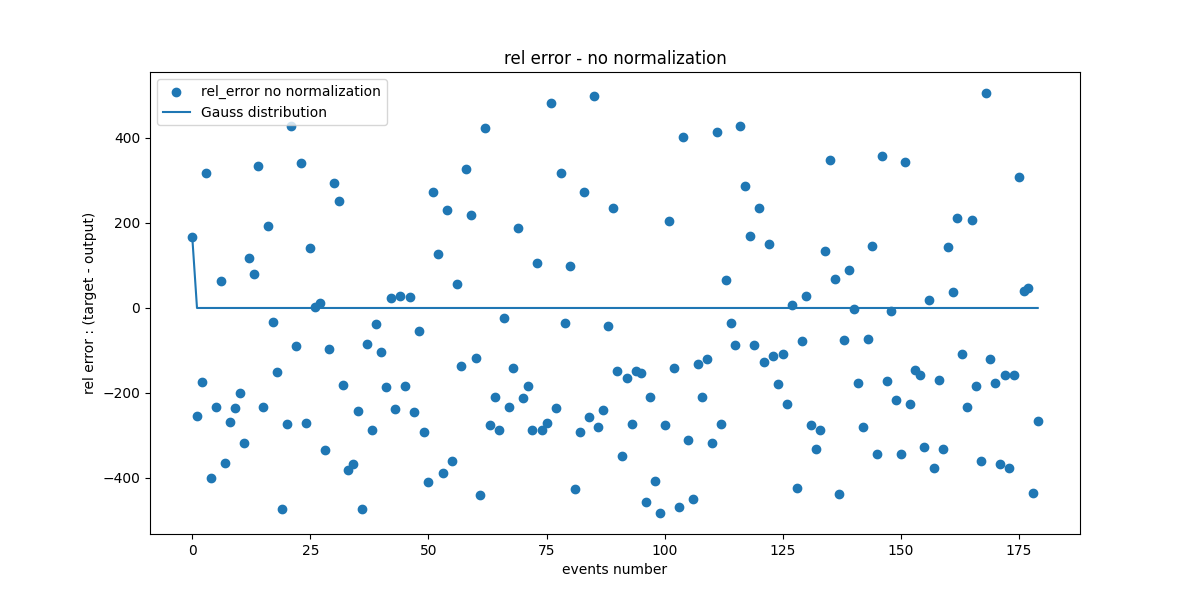 rel error - no normalization
rel_error no normalization
Gauss distribution
400
200
0
−200
−400
rel error : (target - output)
0 25 50 75 100 125 150 175
events number